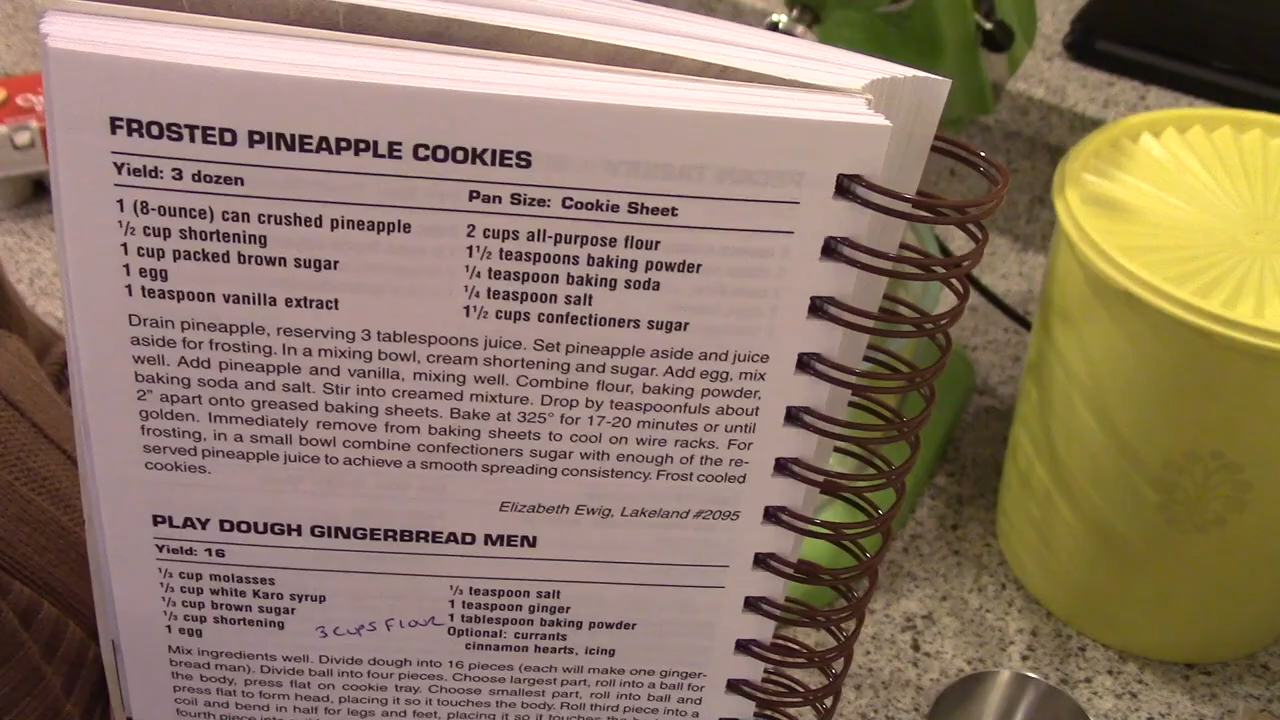 FROSTED PINEAPPLE COOKIES
Yield: 3 dozen
Pan Size: Cookie Sheet
1 (8-ounce) can crushed pineapple
½ cup shortening
1 cup packed brown sugar
1 egg
1 teaspoon vanilla extract
2 cups all-purpose flour
1½ teaspoons baking powder
¼ teaspoon baking soda
¼ teaspoon salt
1½ cups confectioners sugar
Drain pineapple, reserving 3 tablespoons juice. Set pineapple aside and juice
aside for frosting. In a mixing bowl, cream shortening and sugar. Add egg, mix
well. Add pineapple and vanilla, mixing well. Combine flour, baking powder,
baking soda and salt. Stir into creamed mixture. Drop by teaspoonfuls about
2" apart onto greased baking sheets. Bake at 325° for 17-20 minutes or until
golden. Immediately remove from baking sheets to cool on wire racks. For
frosting, in a small bowl combine confectioners sugar with enough of the re-
served pineapple juice to achieve a smooth spreading consistency. Frost cooled
cookies.
Elizabeth Ewig, Lakeland #2095
PLAY DOUGH GINGERBREAD MEN
Yield: 16
⅓ cup molasses
⅓ cup white Karo syrup
⅓ cup brown sugar
⅓ cup shortening
1 egg
3 CUPS FLOUR
⅓ teaspoon salt
1 teaspoon ginger
1 tablespoon baking powder
Optional: currants
cinnamon hearts, icing
Mix ingredients well. Divide dough into 16 pieces (each will make one ginger-
bread man). Divide ball into four pieces. Choose largest part, roll into a ball for
the body, press flat on cookie tray. Choose smallest part, roll into ball and
press flat to form head, placing it so it touches the body. Roll third piece into a
coil and bend in half for legs and feet, placing it so it touches the
fourth piece